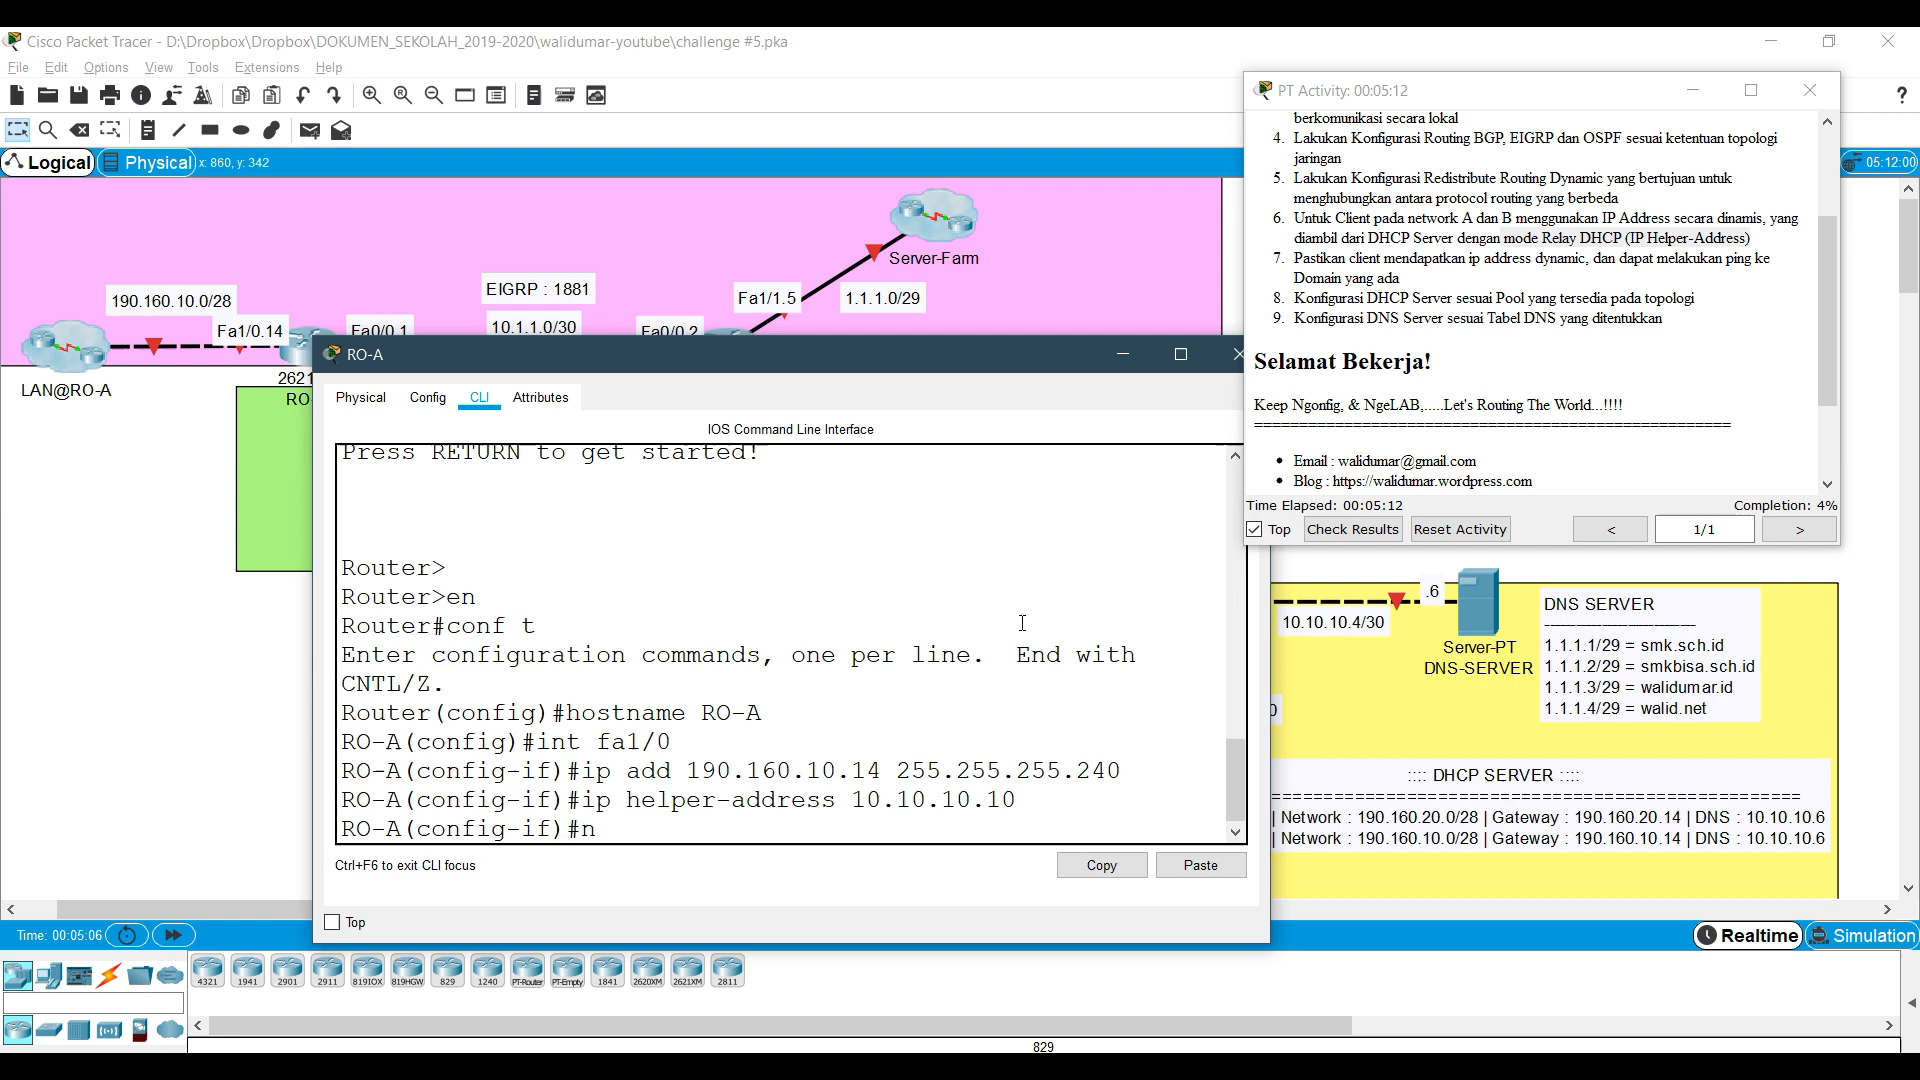 Cisco Packet Tracer - D:\Dropbox\Dropbox\DOKUMEN_SEKOLAH_2019-2020\walidumar-youtube\challenge #5.pka
File Edit Options View Tools Extensions Help
?
Logical Physical x: 860, y: 342
05:12:00
Server-Farm
EIGRP : 1881
190.160.10.0/28
Fa1/1.5
1.1.1.0/29
Fa1/0.14
Fa0/0.1
10.1.1.0/30
Fa0/0.2
LAN@RO-A
2621
RO-
PT Activity: 00:05:12
berkomunikasi secara lokal
4. Lakukan Konfigurasi Routing BGP, EIGRP dan OSPF sesuai ketentuan topologi
jaringan
5. Lakukan Konfigurasi Redistribute Routing Dynamic yang bertujuan untuk
menghubungkan antara protocol routing yang berbeda
6. Untuk Client pada network A dan B menggunakan IP Address secara dinamis, yang
diambil dari DHCP Server dengan mode Relay DHCP (IP Helper-Address)
7. Pastikan client mendapatkan ip address dynamic, dan dapat melakukan ping ke
Domain yang ada
8. Konfigurasi DHCP Server sesuai Pool yang tersedia pada topologi
9. Konfigurasi DNS Server sesuai Tabel DNS yang ditentukkan
Selamat Bekerja!
Keep Ngonfig, & NgeLAB,.....Let's Routing The World...!!!!
=====================================================
• Email : walidumar@gmail.com
• Blog : https://walidumar.wordpress.com
Time Elapsed: 00:05:12 Completion: 4%
Top Check Results Reset Activity < 1/1 >
RO-A
Physical Config CLI Attributes
IOS Command Line Interface
Press RETURN to get started!
Router>
Router>en
Router#conf t
Enter configuration commands, one per line.  End with
CNTL/Z.
Router(config)#hostname RO-A
RO-A(config)#int fa1/0
RO-A(config-if)#ip add 190.160.10.14 255.255.255.240
RO-A(config-if)#ip helper-address 10.10.10.10
RO-A(config-if)#n
Ctrl+F6 to exit CLI focus
Copy Paste
Top
.6
10.10.10.4/30
Server-PT
DNS-SERVER
DNS SERVER
----------------------------
1.1.1.1/29 = smk.sch.id
1.1.1.2/29 = smkbisa.sch.id
1.1.1.3/29 = walidumar.id
1.1.1.4/29 = walid.net
:::: DHCP SERVER ::::
==================================================
| Network : 190.160.20.0/28 | Gateway : 190.160.20.14 | DNS : 10.10.10.6
| Network : 190.160.10.0/28 | Gateway : 190.160.10.14 | DNS : 10.10.10.6
Time: 00:05:06
Realtime Simulation
4321 1941 2901 2911 819IOX 819HGW 829 1240 PT-Router PT-Empty 1841 2620XM 2621XM 2811
829